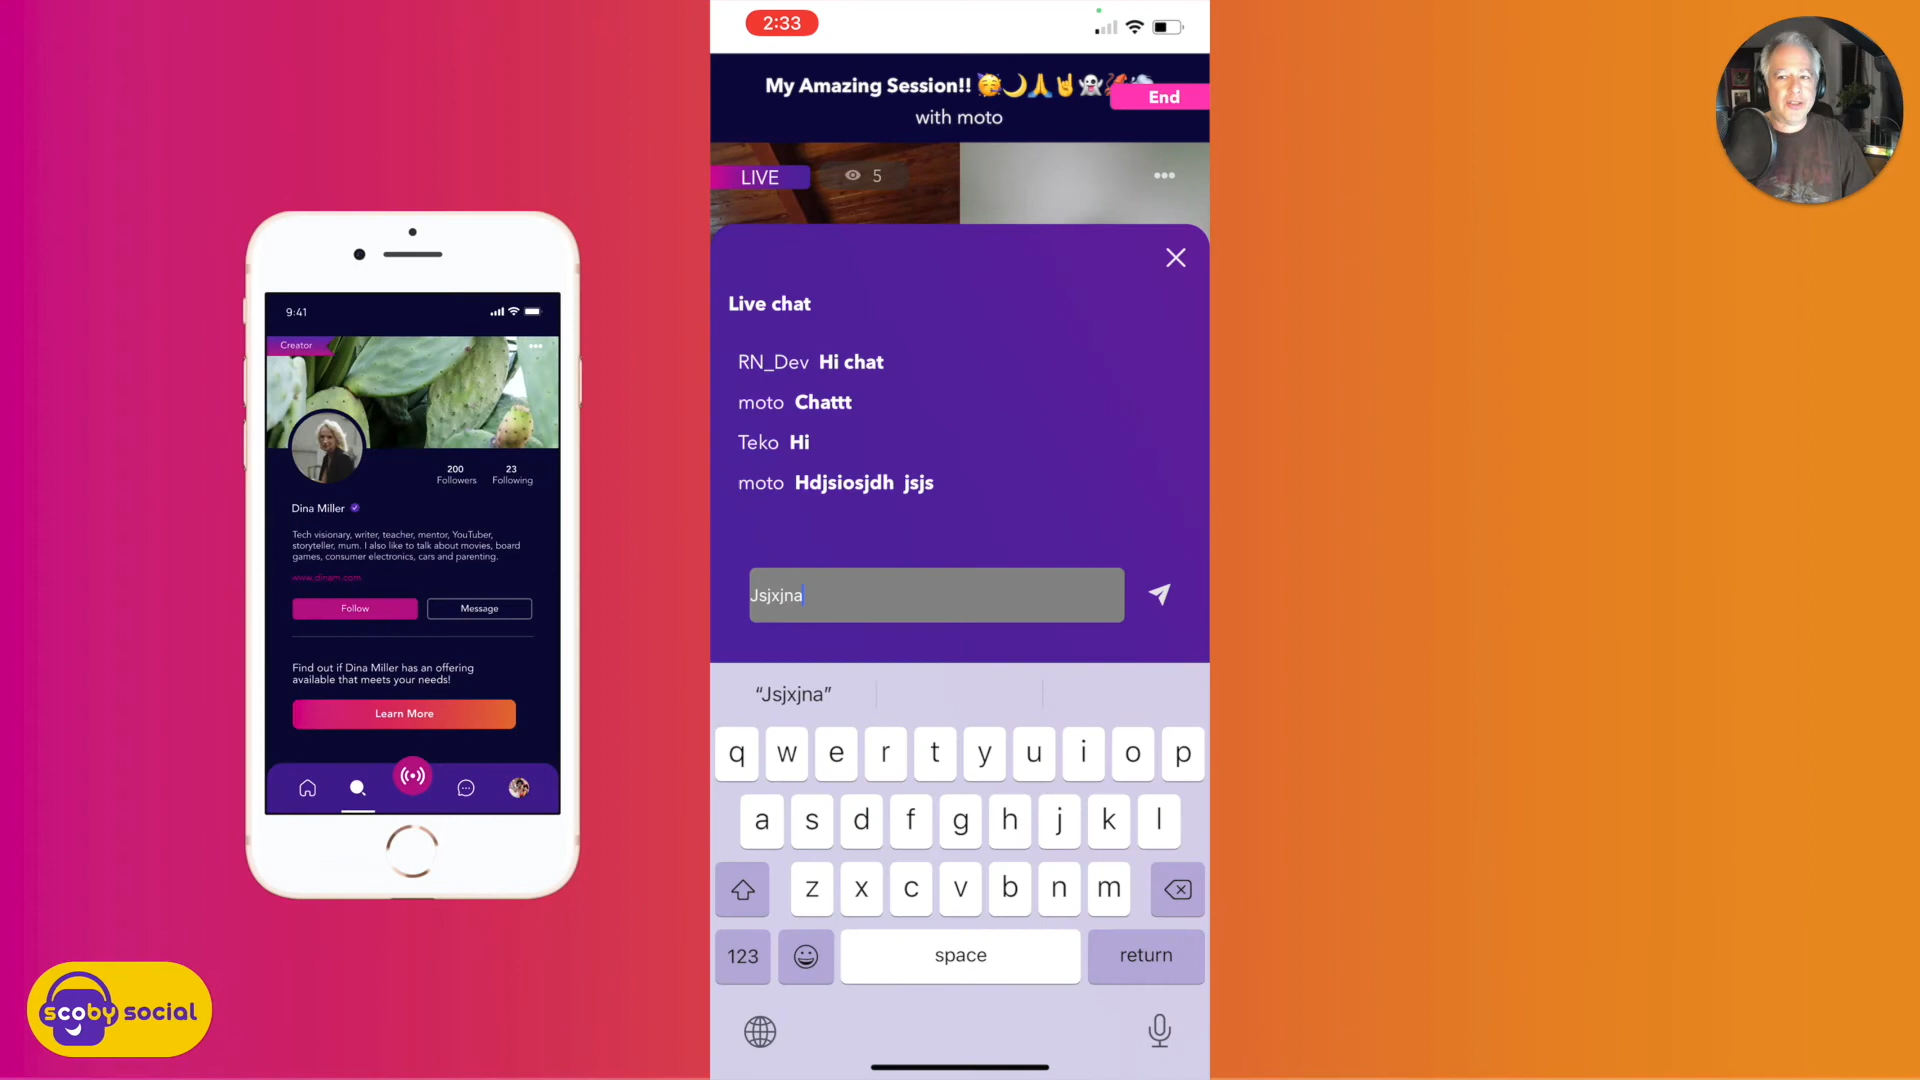 2:33
My Amazing Session!! 🥳🌙🙏🤘👻
End
with moto
LIVE
5
Live chat
RN_Dev Hi chat
moto Chattt
Teko Hi
moto Hdjsiosjdh jsjs
Jsjxjna
“Jsjxjna”
q w e r t y u i o p
a s d f g h j k l
z x c v b n m
123 space return
9:41
Creator
200 23
Followers Following
Dina Miller
Tech visionary, writer, teacher, mentor, YouTuber,
storyteller, mum. I also like to talk about movies, board
games, consumer electronics, cars and parenting.
www.dinam.com
Follow Message
Find out if Dina Miller has an offering
available that meets your needs!
Learn More
scoby social